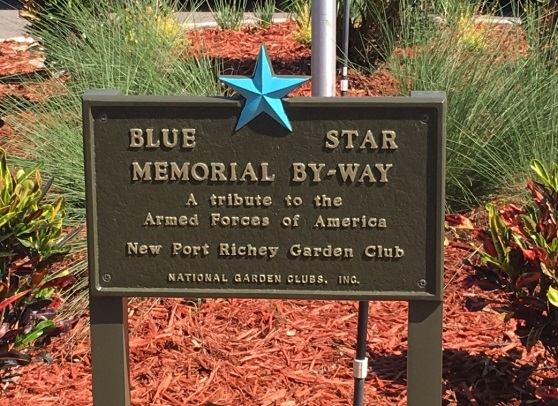 BLUE STAR
MEMORIAL BY-WAY
A tribute to the
Armed Forces of America
New Port Richey Garden Club
NATIONAL GARDEN CLUBS, INC.